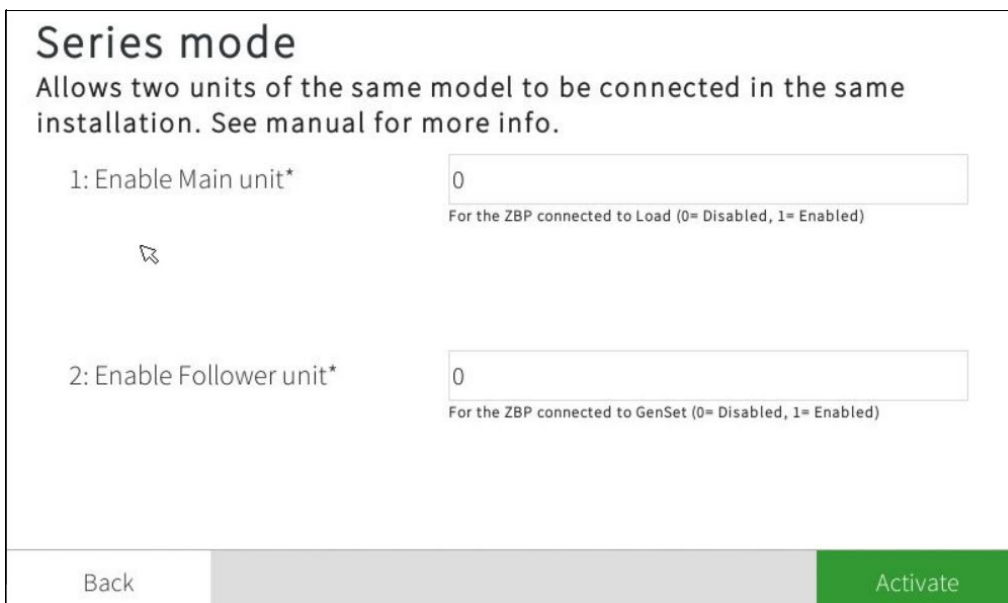 Series mode
Allows two units of the same model to be connected in the same
installation. See manual for more info.
1: Enable Main unit*
0
For the ZBP connected to Load (0= Disabled, 1= Enabled)
2: Enable Follower unit*
0
For the ZBP connected to GenSet (0= Disabled, 1= Enabled)
Back
Activate